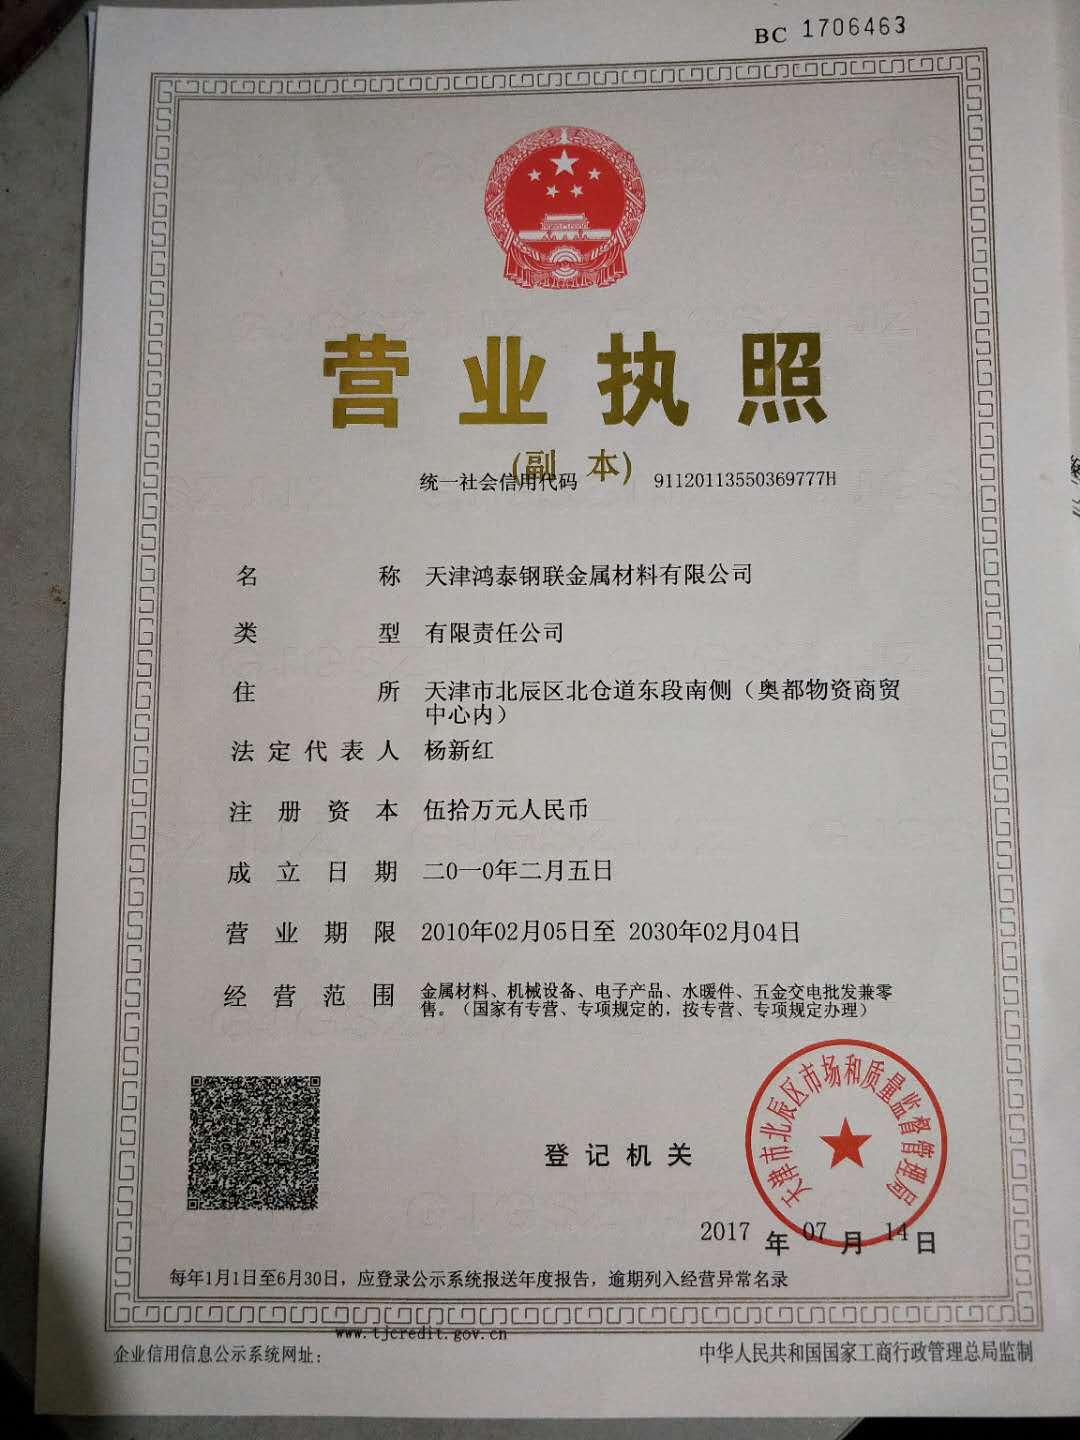 BC 1706463
营业执照
(副 本)
统一社会信用代码 91120113550369777H
名称 天津鸿泰钢联金属材料有限公司
类型 有限责任公司
住所 天津市北辰区北仓道东段南侧（奥都物资商贸
中心内）
法定代表人 杨新红
注册资本 伍拾万元人民币
成立日期 二0一0年二月五日
营业期限 2010年02月05日至 2030年02月04日
经营范围 金属材料、机械设备、电子产品、水暖件、五金交电批发兼零
售。（国家有专营、专项规定的，按专营、专项规定办理）
天津市北辰区市场和质量监督管理局
登记机关
2017 年 07 月 14 日
每年1月1日至6月30日，应登录公示系统报送年度报告，逾期列入经营异常名录
www.tjcredit.gov.cn
企业信用信息公示系统网址：
中华人民共和国国家工商行政管理总局监制